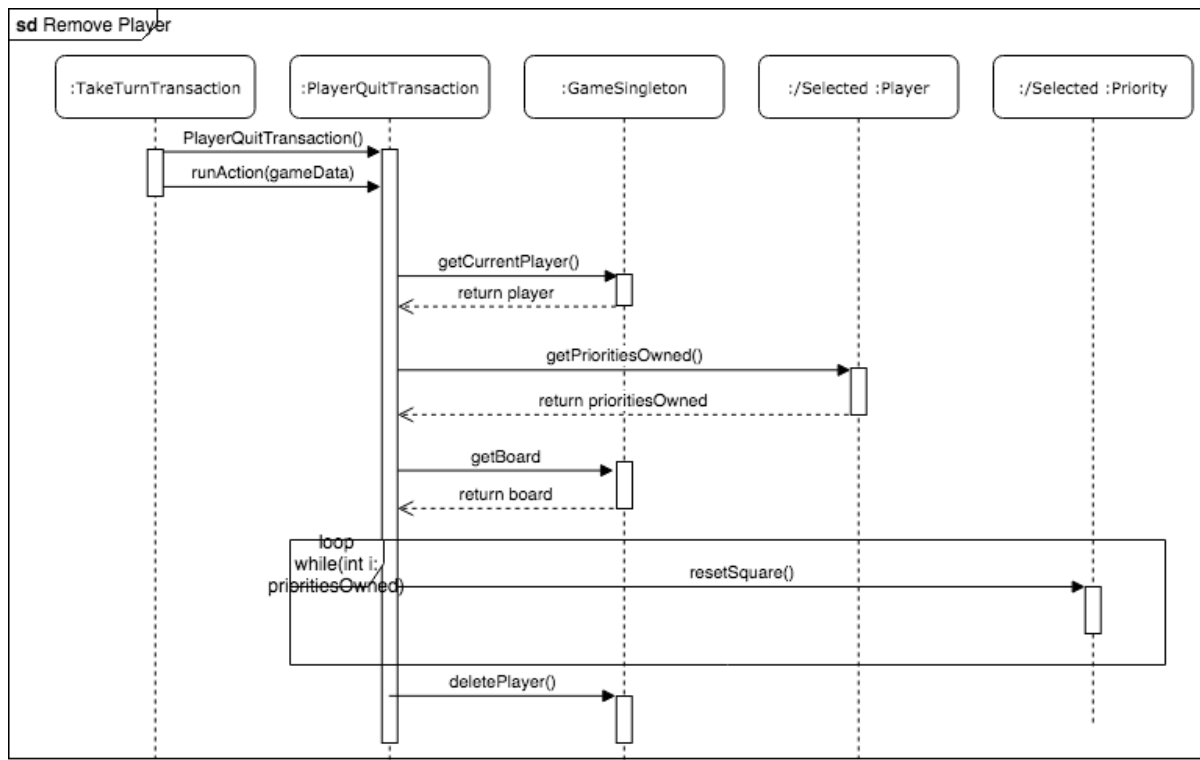 sd Remove Player
:TakeTurnTransaction
:PlayerQuitTransaction
:GameSingleton
:/Selected :Player
:/Selected :Priority
PlayerQuitTransaction()
runAction(gameData)
getCurrentPlayer()
return player
getPrioritiesOwned()
return prioritiesOwned
getBoard
return board
loop
while(int i:
prioritiesOwned)
resetSquare()
deletePlayer()